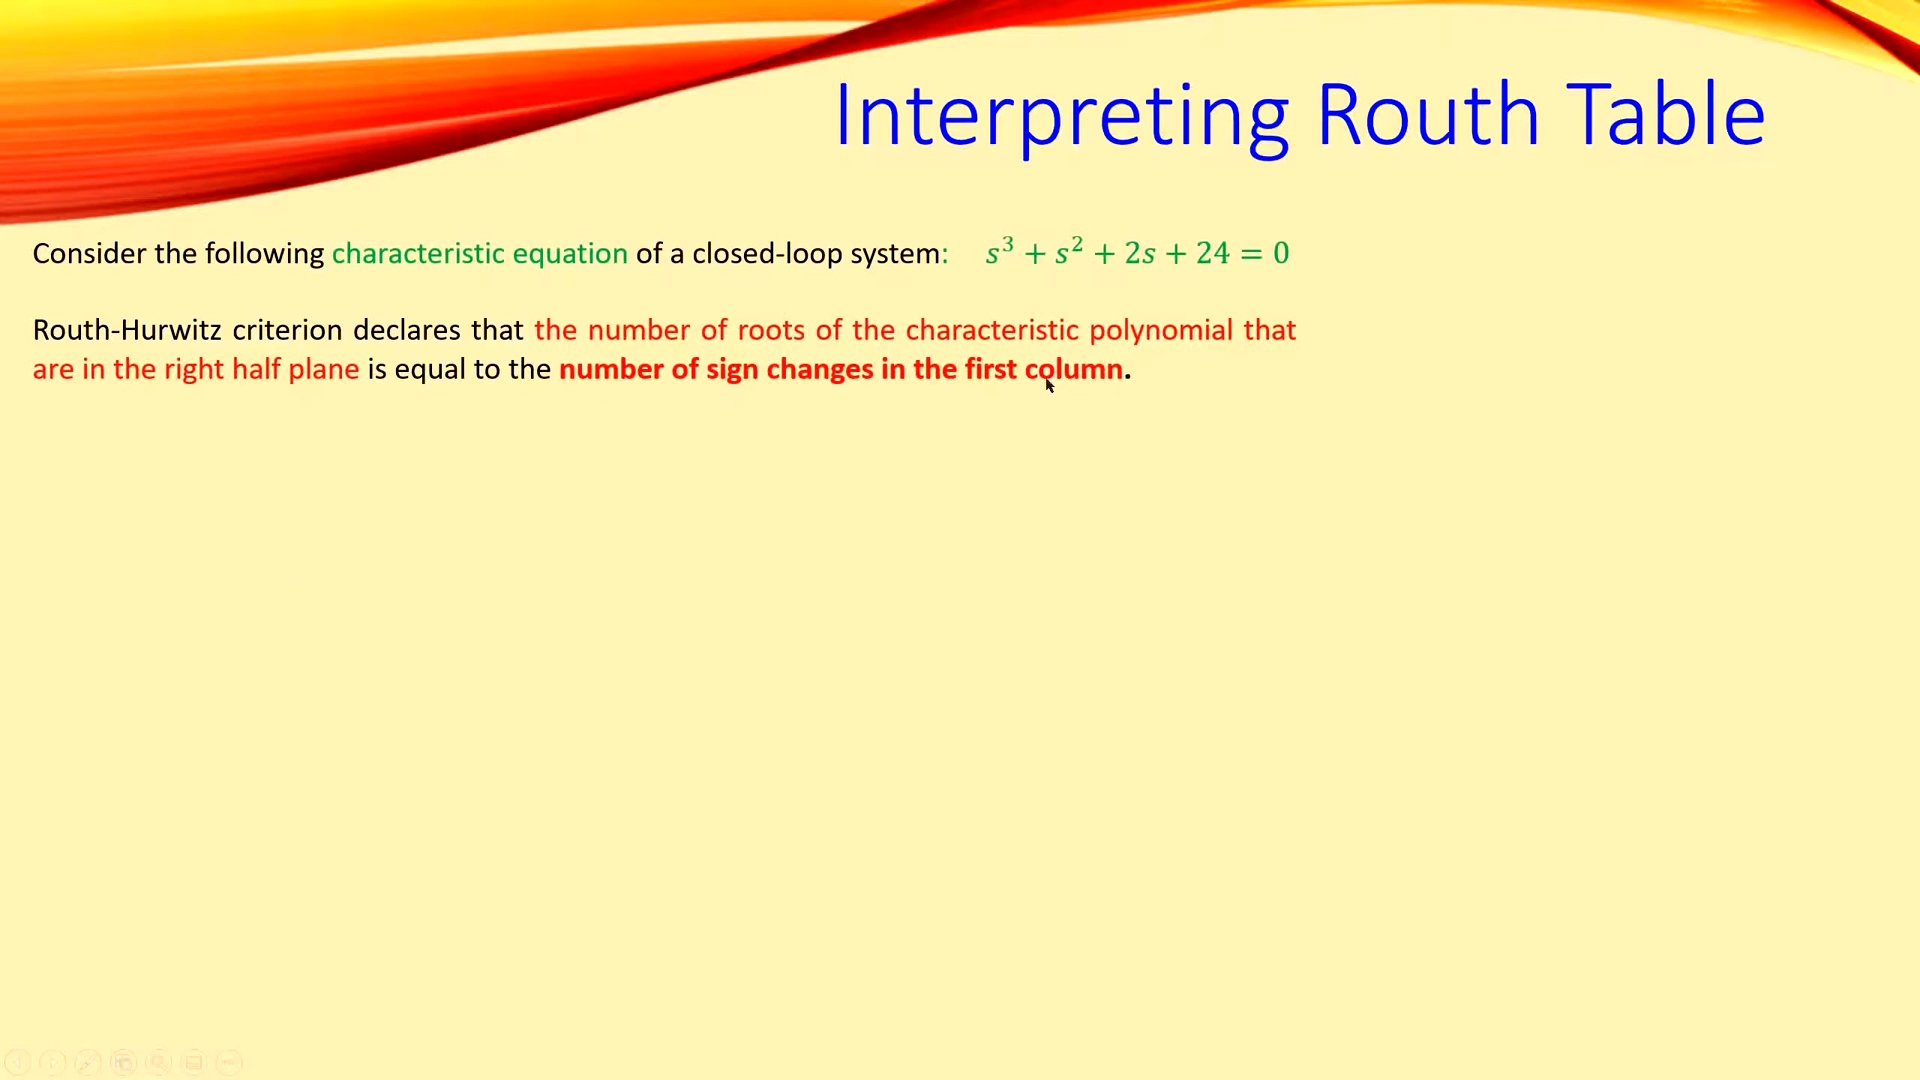 Interpreting Routh Table
Consider the following characteristic equation of a closed-loop system: s³ + s² + 2s + 24 = 0
Routh-Hurwitz criterion declares that the number of roots of the characteristic polynomial that
are in the right half plane is equal to the number of sign changes in the first column.